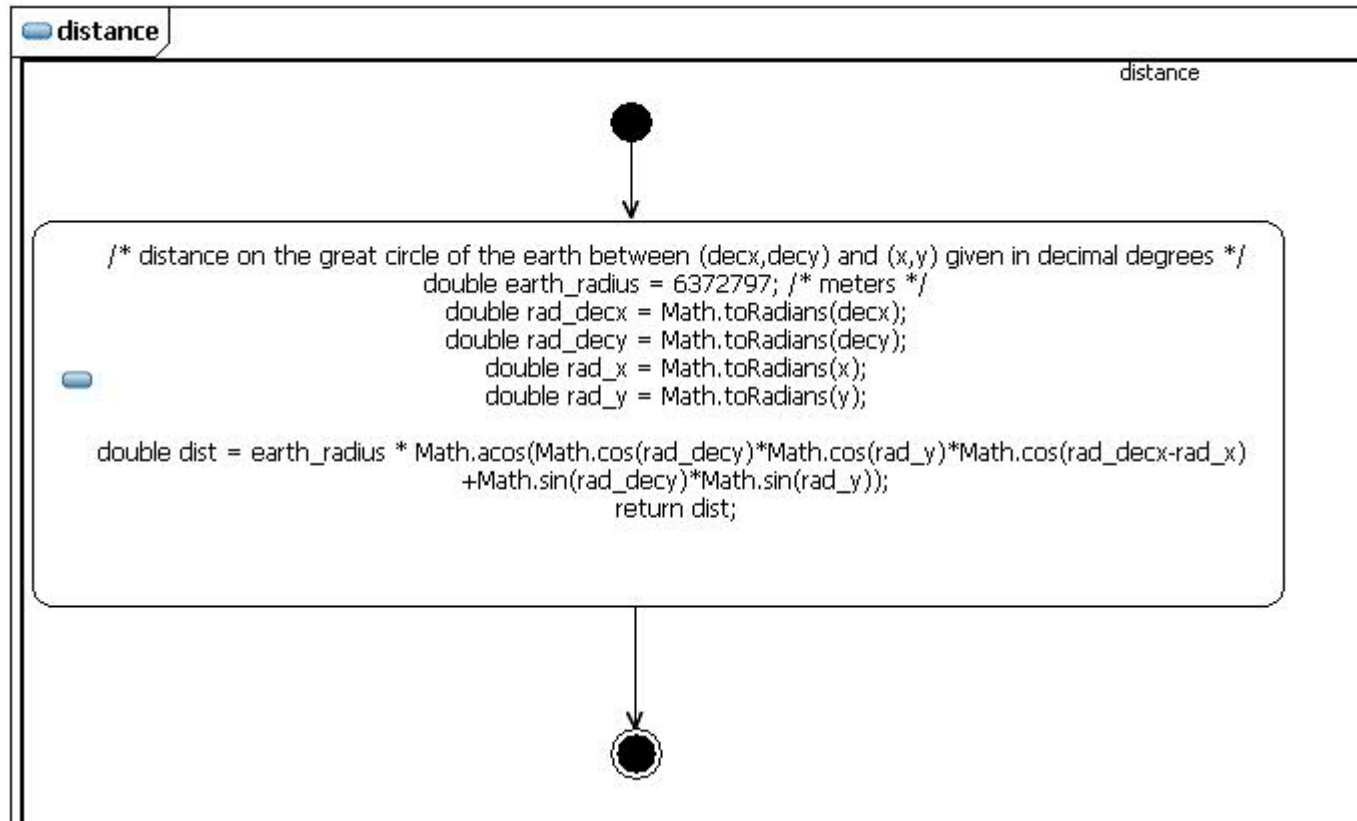 distance
distance
/* distance on the great circle of the earth between (decx,decy) and (x,y) given in decimal degrees */
double earth_radius = 6372797; /* meters */
double rad_decx = Math.toRadians(decx);
double rad_decy = Math.toRadians(decy);
double rad_x = Math.toRadians(x);
double rad_y = Math.toRadians(y);
double dist = earth_radius * Math.acos(Math.cos(rad_decy)*Math.cos(rad_y)*Math.cos(rad_decx-rad_x)
+Math.sin(rad_decy)*Math.sin(rad_y));
return dist;